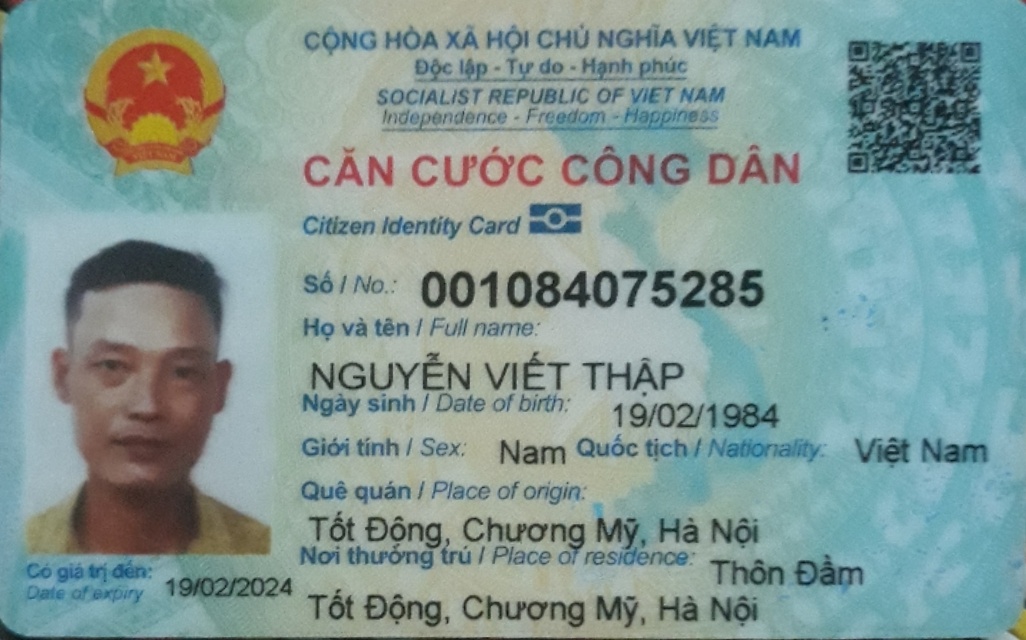 CỘNG HÒA XÃ HỘI CHỦ NGHĨA VIỆT NAM
Độc lập - Tự do - Hạnh phúc
SOCIALIST REPUBLIC OF VIET NAM
Independence - Freedom - Happiness
CĂN CƯỚC CÔNG DÂN
Citizen Identity Card
Số / No.: 001084075285
Họ và tên / Full name:
NGUYỄN VIẾT THẬP
Ngày sinh / Date of birth: 19/02/1984
Giới tính / Sex: Nam Quốc tịch / Nationality: Việt Nam
Quê quán / Place of origin:
Tốt Động, Chương Mỹ, Hà Nội
Nơi thường trú / Place of residence: Thôn Đầm
Tốt Động, Chương Mỹ, Hà Nội
Có giá trị đến: 19/02/2024
Date of expiry